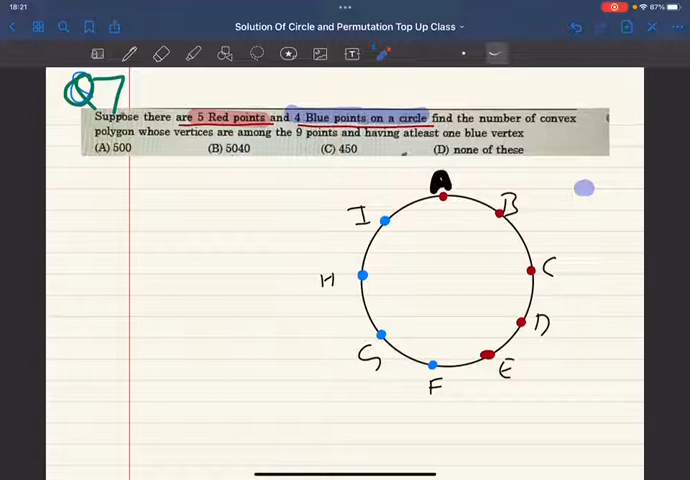 18:21
87%
Solution Of Circle and Permutation Top Up Class
Q7
Suppose there are 5 Red points and 4 Blue points on a circle find the number of convex
polygon whose vertices are among the 9 points and having atleast one blue vertex
(A) 500 (B) 5040 (C) 450 (D) none of these
A
B
I
C
H
D
G
E
F